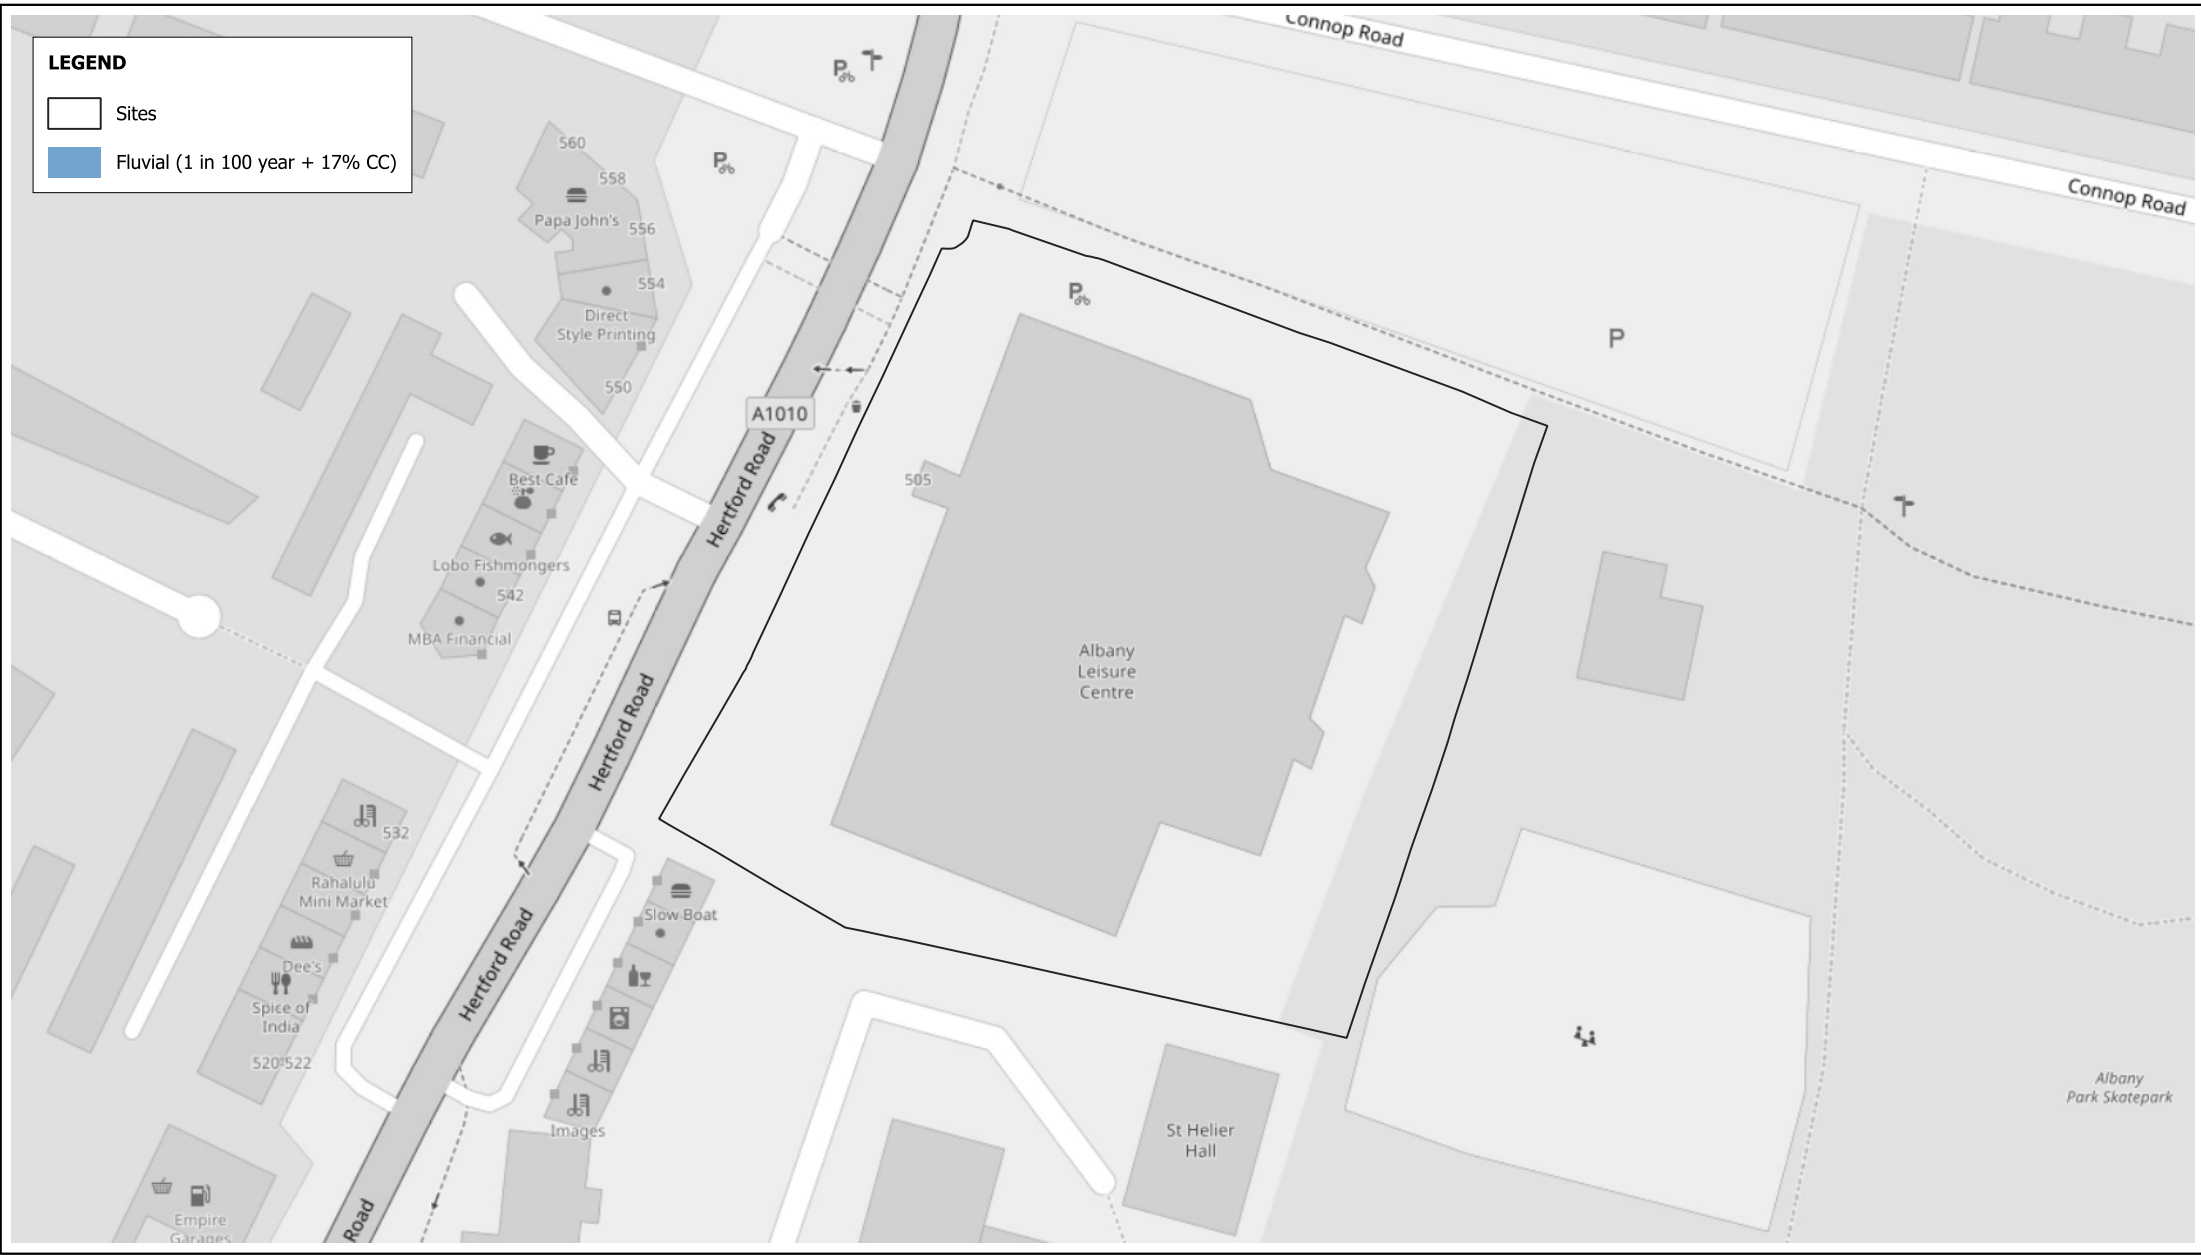 LEGEND
Sites
Fluvial (1 in 100 year + 17% CC)
Connop Road
Connop Road
P
P
P
P
560
558
Papa John's
556
554
Direct
Style Printing
550
A1010
Hertford Road
Best Cafe
Lobo Fishmongers
542
MBA Financial
505
Albany
Leisure
Centre
Hertford Road
532
Rahalulu
Mini Market
Dee's
Spice of
India
520-522
Hertford Road
Slow Boat
Images
St Helier
Hall
Albany
Park Skatepark
Empire
Garages
Road